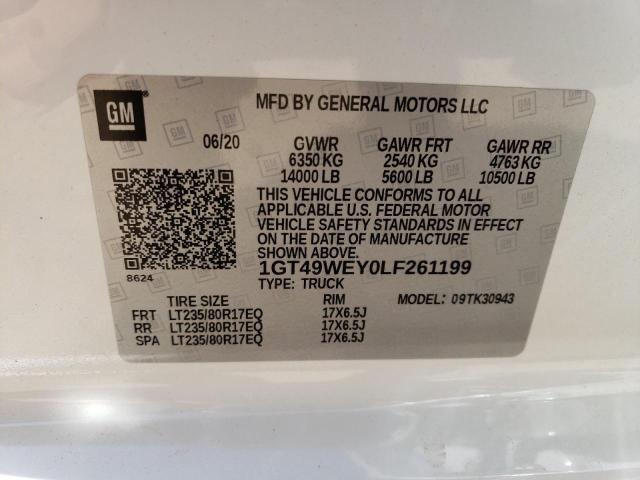 GM
MFD BY GENERAL MOTORS LLC
06/20 GVWR GAWR FRT GAWR RR
6350 KG 2540 KG 4763 KG
14000 LB 5600 LB 10500 LB
THIS VEHICLE CONFORMS TO ALL
APPLICABLE U.S. FEDERAL MOTOR
VEHICLE SAFETY STANDARDS IN EFFECT
ON THE DATE OF MANUFACTURE SHOWN ABOVE.
1GT49WEY0LF261199
8624
TYPE: TRUCK
TIRE SIZE RIM MODEL: 09TK30943
FRT LT235/80R17EQ 17X6.5J
RR LT235/80R17EQ 17X6.5J
SPA LT235/80R17EQ 17X6.5J